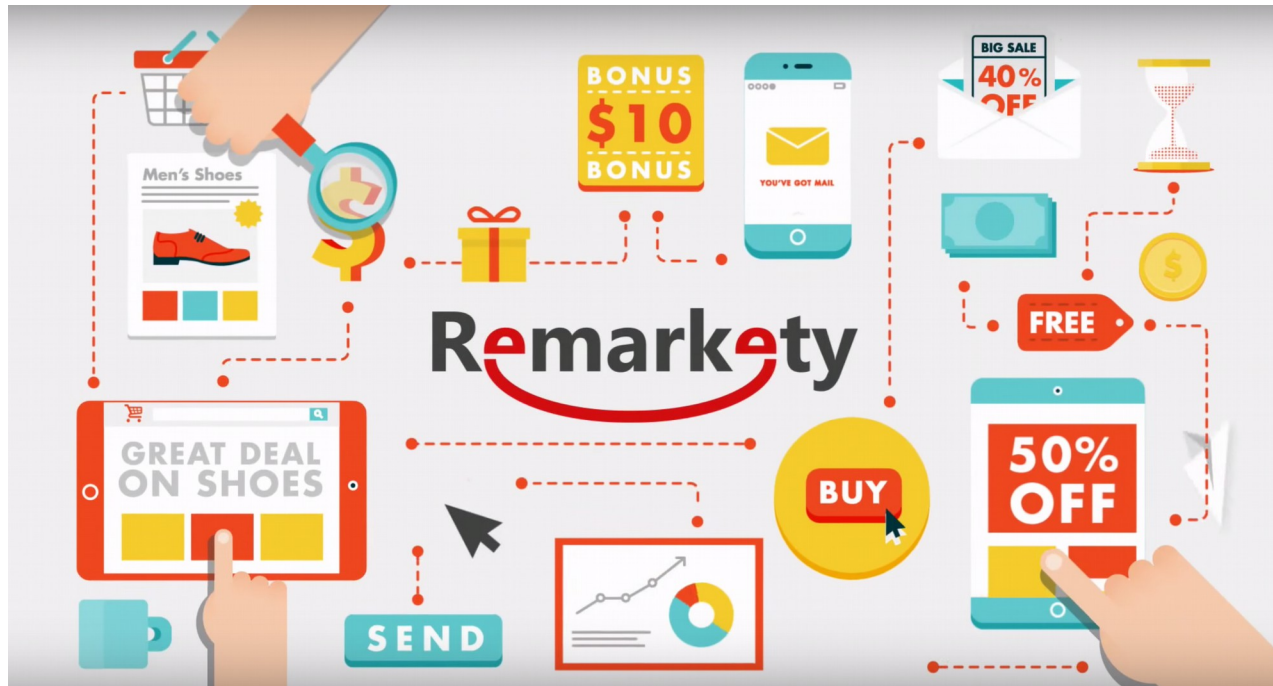 BONUS
$10
BONUS
YOU'VE GOT MAIL
BIG SALE
40%
OFF
Men's Shoes
$
$
FREE
Remarkety
GREAT DEAL
ON SHOES
BUY
50%
OFF
SEND